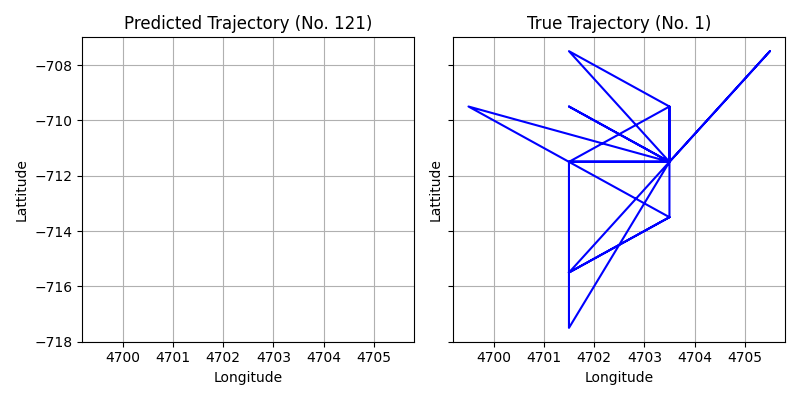 Predicted Trajectory (No. 121)
True Trajectory (No. 1)
−708
−710
−712
−714
−716
−718
Lattitude
Lattitude
4700 4701 4702 4703 4704 4705
4700 4701 4702 4703 4704 4705
Longitude
Longitude